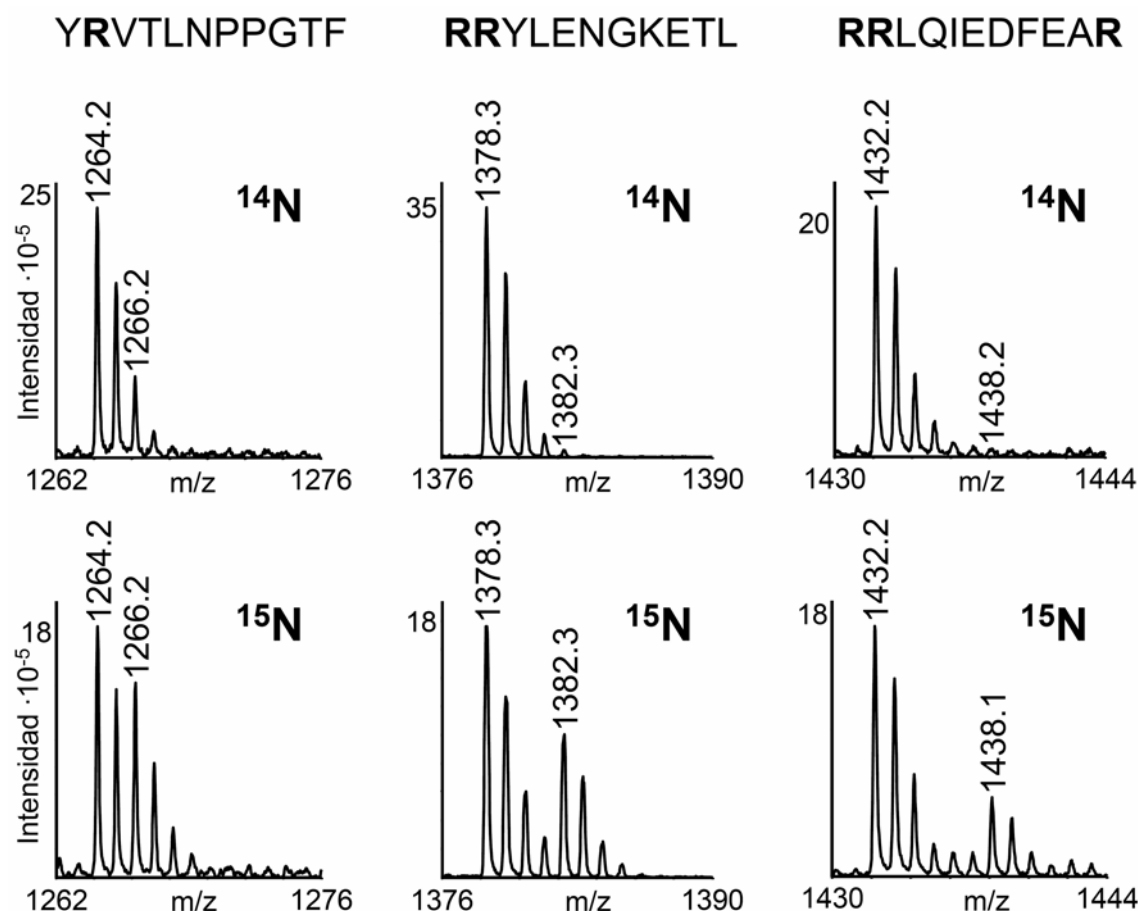 YRVTLNPPGTF
RRYLENGKETL
RRLQIEDFEAR
Intensidad ·10⁻⁵
25
1264.2
1266.2
¹⁴N
1262
m/z
1276
35
1378.3
1382.3
¹⁴N
1376
m/z
1390
20
1432.2
1438.2
¹⁴N
1430
m/z
1444
Intensidad ·10⁻⁵
18
1264.2
1266.2
¹⁵N
1262
m/z
1276
18
1378.3
1382.3
¹⁵N
1376
m/z
1390
18
1432.2
1438.1
¹⁵N
1430
m/z
1444